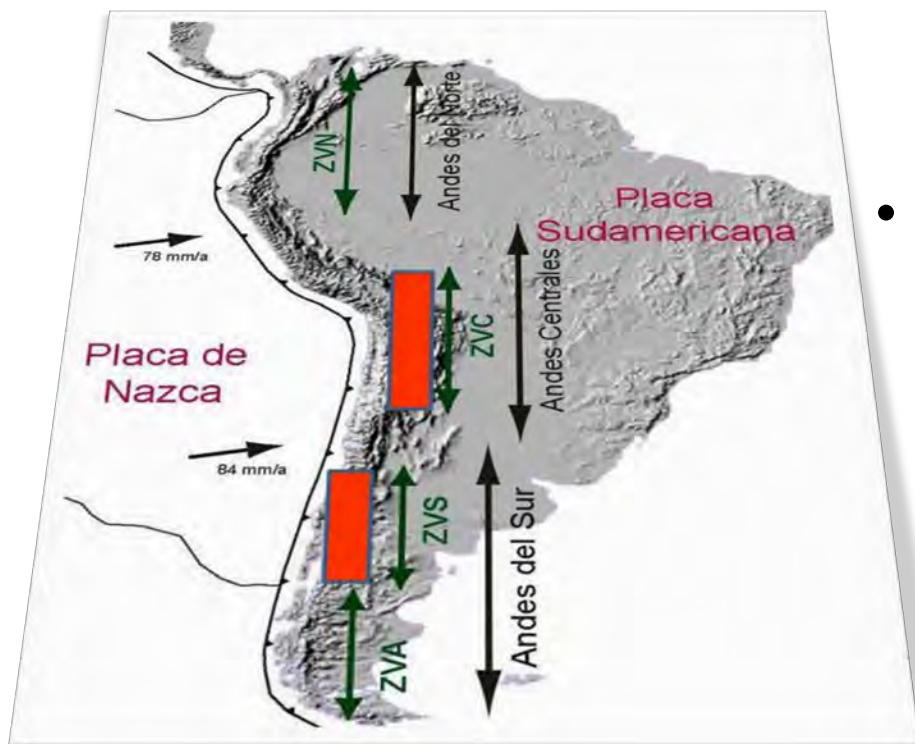 ZVN
Andes del Norte
Placa
Sudamericana
78 mm/a
Placa de
Nazca
ZVC
Andes Centrales
84 mm/a
ZVS
Andes del Sur
ZVA